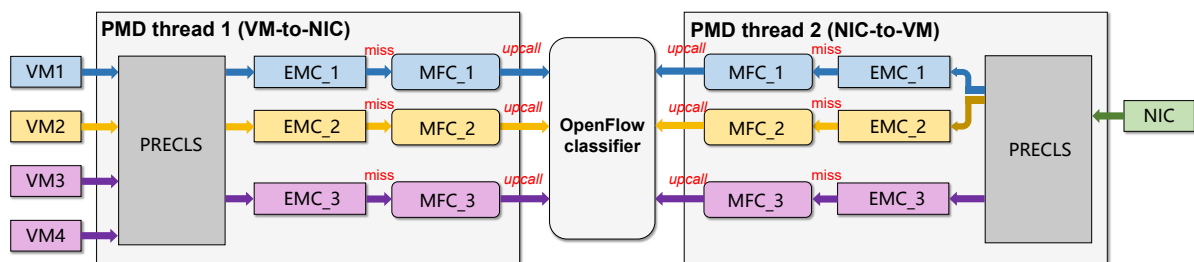 PMD thread 1 (VM-to-NIC)
VM1
VM2
VM3
VM4
PRECLS
EMC_1
miss
MFC_1
upcall
EMC_2
miss
MFC_2
upcall
EMC_3
miss
MFC_3
upcall
OpenFlow
classifier
PMD thread 2 (NIC-to-VM)
upcall
MFC_1
miss
EMC_1
upcall
MFC_2
miss
EMC_2
upcall
MFC_3
miss
EMC_3
PRECLS
NIC